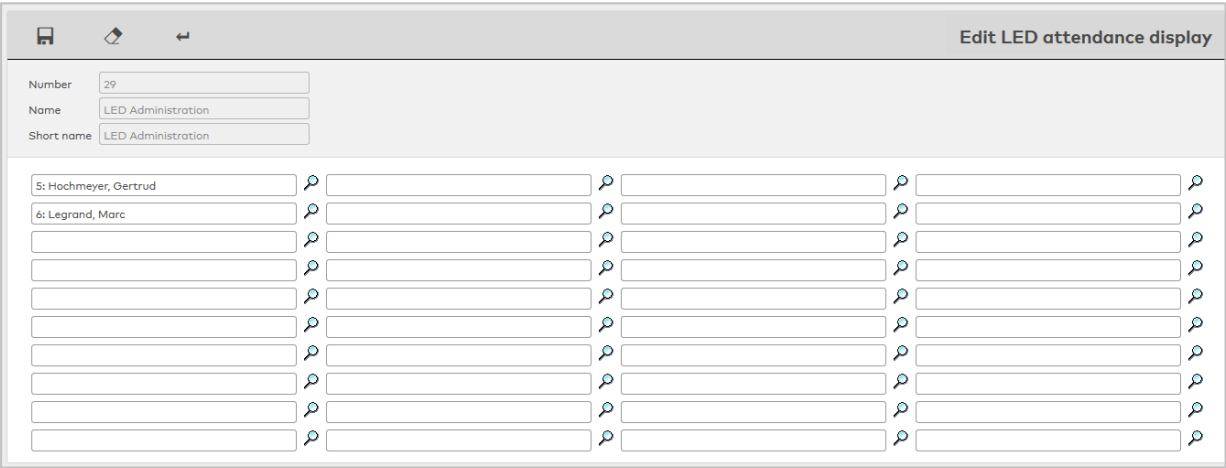 Edit LED attendance display
Number 29
Name LED Administration
Short name LED Administration
5: Hochmeyer, Gertrud
6: Legrand, Marc